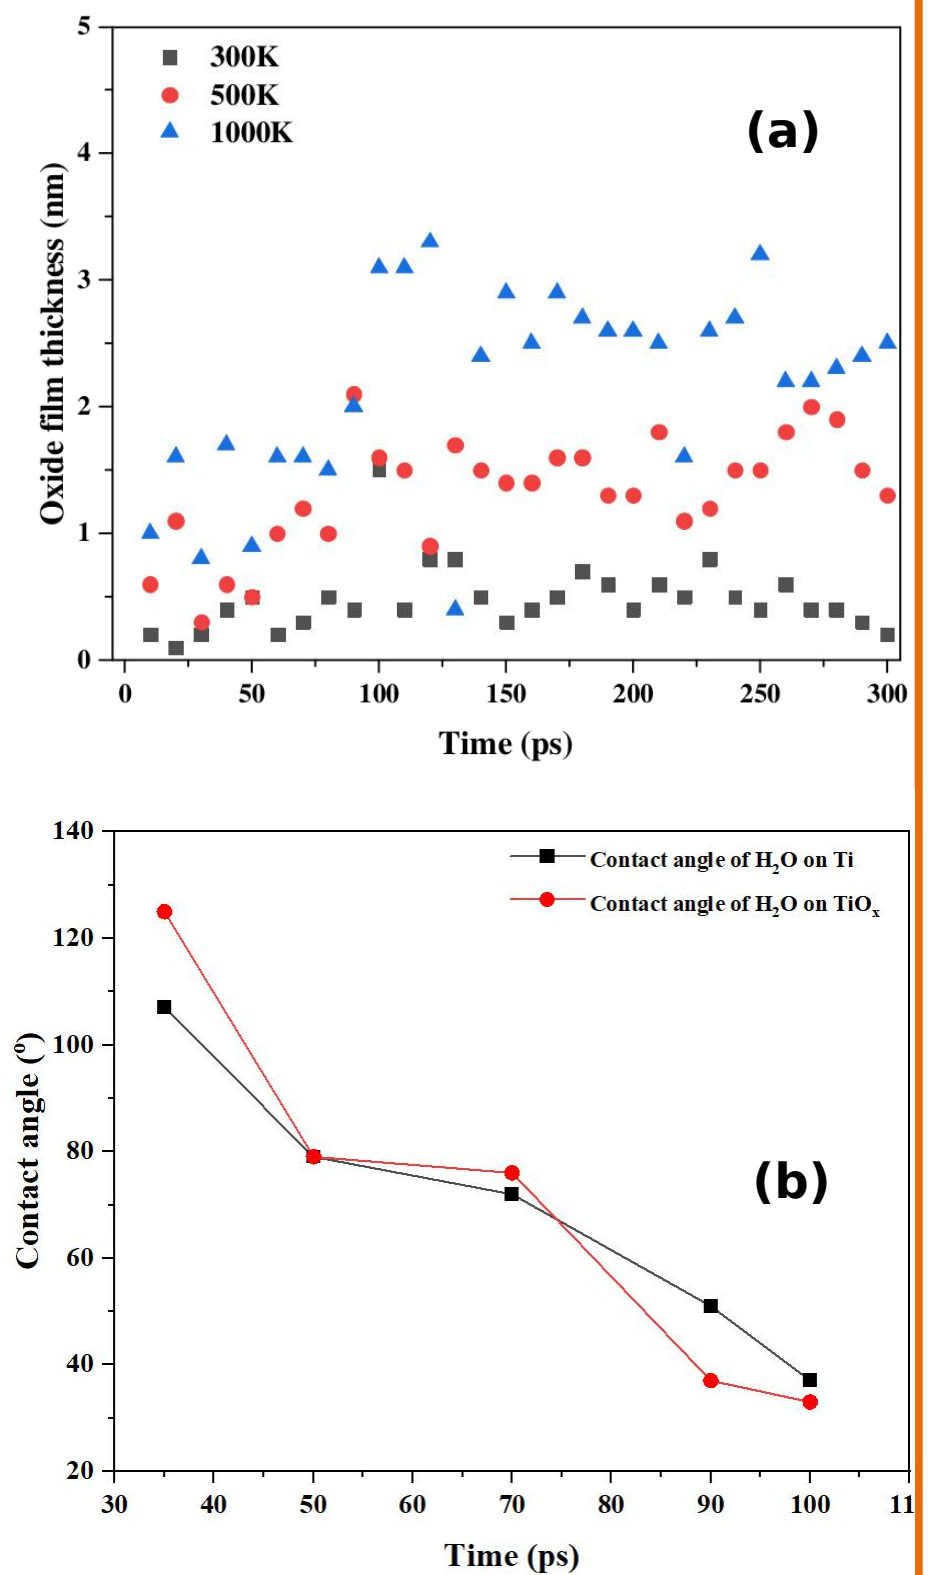 5
300K
500K
(a)
1000K
4
3
2
1
0
Oxide film thickness (nm)
0 50 100 150 200 250 300
Time (ps)
140
Contact angle of H₂O on Ti
Contact angle of H₂O on TiOₓ
120
100
80
(b)
60
40
20
Contact angle (º)
30 40 50 60 70 80 90 100 11
Time (ps)